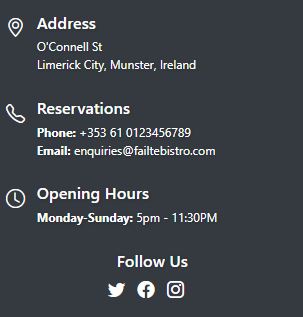 Address
O'Connell St
Limerick City, Munster, Ireland
Reservations
Phone: +353 61 0123456789
Email: enquiries@failtebistro.com
Opening Hours
Monday-Sunday: 5pm - 11:30PM
Follow Us